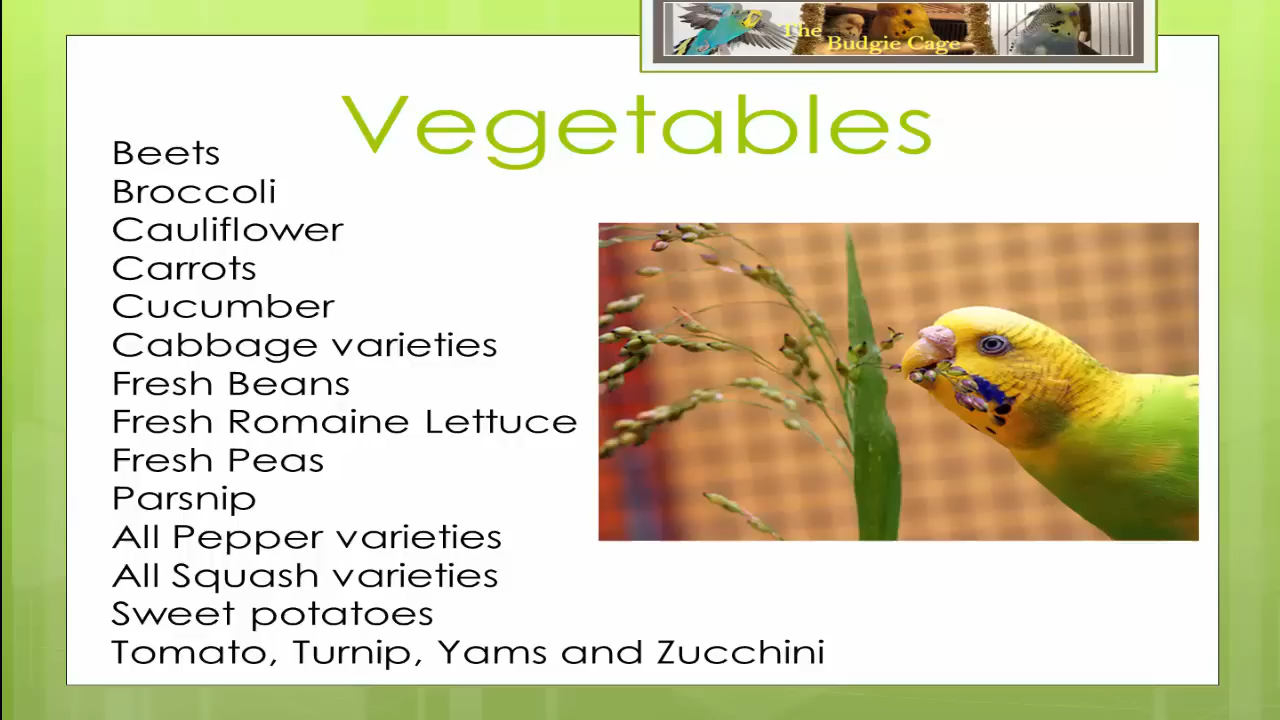 The
Budgie Cage
Vegetables
Beets
Broccoli
Cauliflower
Carrots
Cucumber
Cabbage varieties
Fresh Beans
Fresh Romaine Lettuce
Fresh Peas
Parsnip
All Pepper varieties
All Squash varieties
Sweet potatoes
Tomato, Turnip, Yams and Zucchini